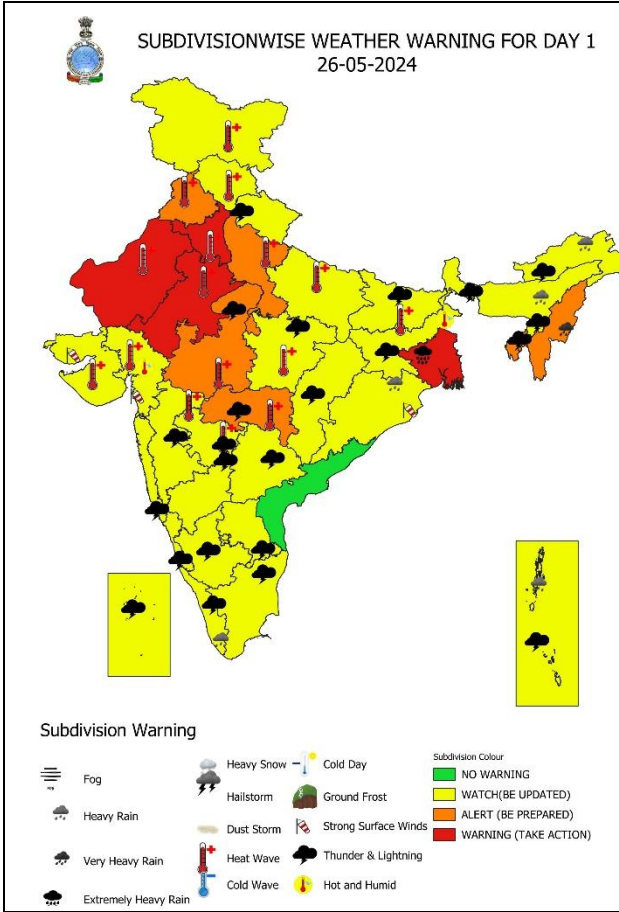 SUBDIVISIONWISE WEATHER WARNING FOR DAY 1
26-05-2024
Subdivision Warning
Fog
Heavy Rain
Very Heavy Rain
Extremely Heavy Rain
Heavy Snow
Hailstorm
Dust Storm
Heat Wave
Cold Wave
Cold Day
Ground Frost
Strong Surface Winds
Thunder & Lightning
Hot and Humid
Subdivision Colour
NO WARNING
WATCH(BE UPDATED)
ALERT (BE PREPARED)
WARNING (TAKE ACTION)